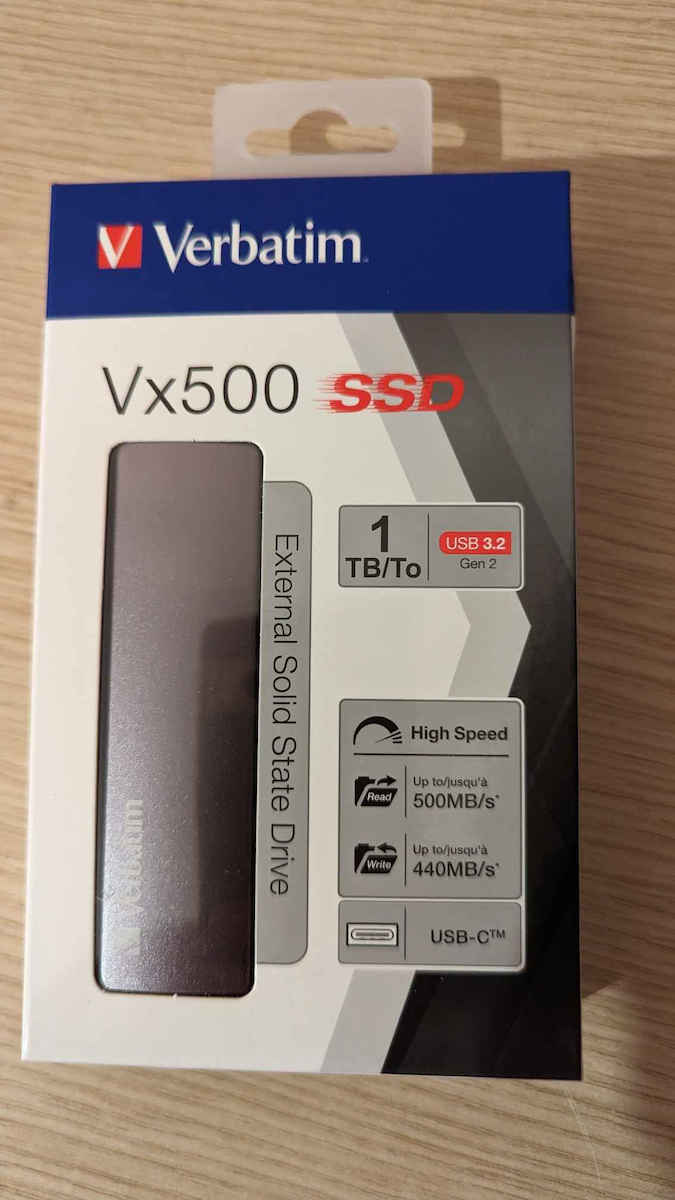 V Verbatim
Vx500 SSD
External Solid State Drive
1
TB/To
USB 3.2
Gen 2
High Speed
Read
Up to/jusqu'à
500MB/s*
Write
Up to/jusqu'à
440MB/s*
USB-C™
Verbatim